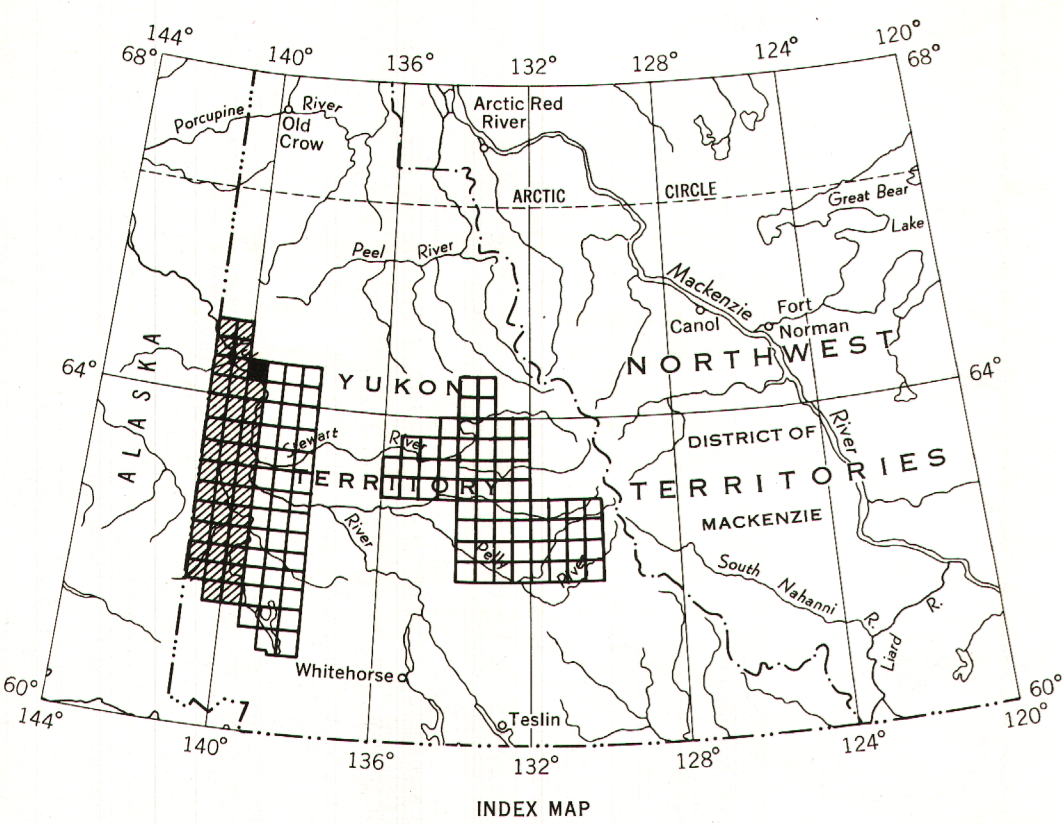 144°
140°
136°
132°
128°
124°
120°
68°
68°
Porcupine River
Old
Crow
Arctic Red
River
ARCTIC CIRCLE
Great Bear
Lake
Peel River
Mackenzie
Fort
Norman
Canol
ALASKA
64°
YUKON
NORTHWEST
64°
Stewart River
DISTRICT OF
River
TERRITORY
TERRITORIES
River
MACKENZIE
Pelly River
South Nahanni R.
Liard R.
Whitehorse
Teslin
60°
60°
144°
140°
136°
132°
128°
124°
120°
INDEX MAP